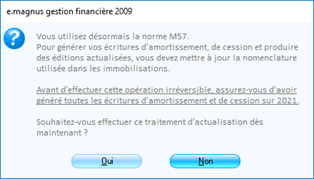 e.magnus gestion financière 2009
Vous utilisez désormais la norme M57.
Pour générer vos écritures d'amortissement, de cession et produire
des éditions actualisées, vous devez mettre à jour la nomenclature
utilisée dans les immobilisations.
Avant d'effectuer cette opération irréversible, assurez-vous d'avoir
généré toutes les écritures d'amortissement et de cession sur 2021.
Souhaitez-vous effectuer ce traitement d'actualisation dès
maintenant ?
Oui
Non